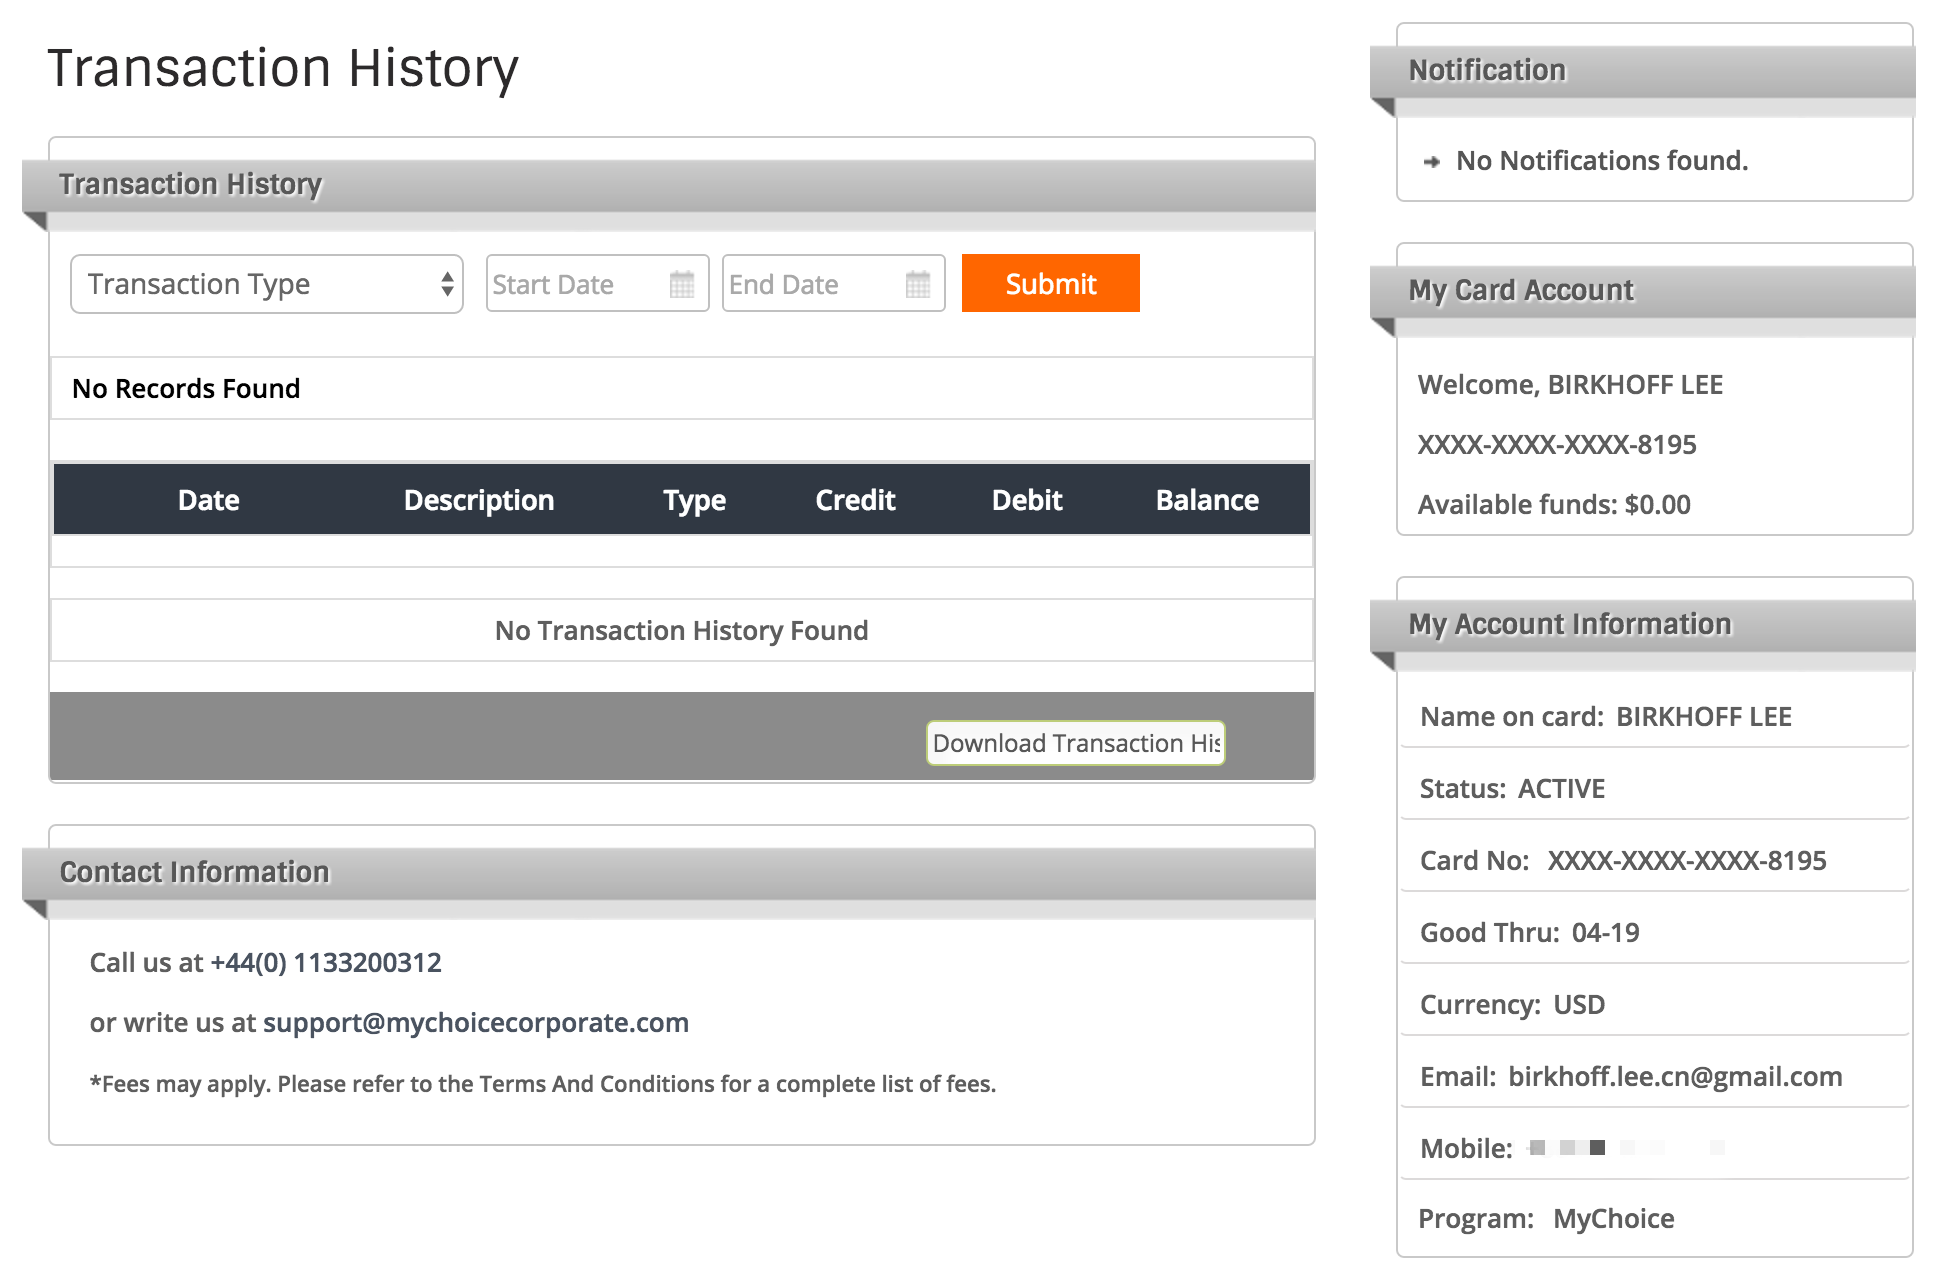 Transaction History
Transaction History
Transaction Type
Start Date
End Date
Submit
No Records Found
Date Description Type Credit Debit Balance
No Transaction History Found
Download Transaction His
Contact Information
Call us at +44(0) 1133200312
or write us at support@mychoicecorporate.com
*Fees may apply. Please refer to the Terms And Conditions for a complete list of fees.
Notification
No Notifications found.
My Card Account
Welcome, BIRKHOFF LEE
XXXX-XXXX-XXXX-8195
Available funds: $0.00
My Account Information
Name on card: BIRKHOFF LEE
Status: ACTIVE
Card No: XXXX-XXXX-XXXX-8195
Good Thru: 04-19
Currency: USD
Email: birkhoff.lee.cn@gmail.com
Mobile:
Program: MyChoice